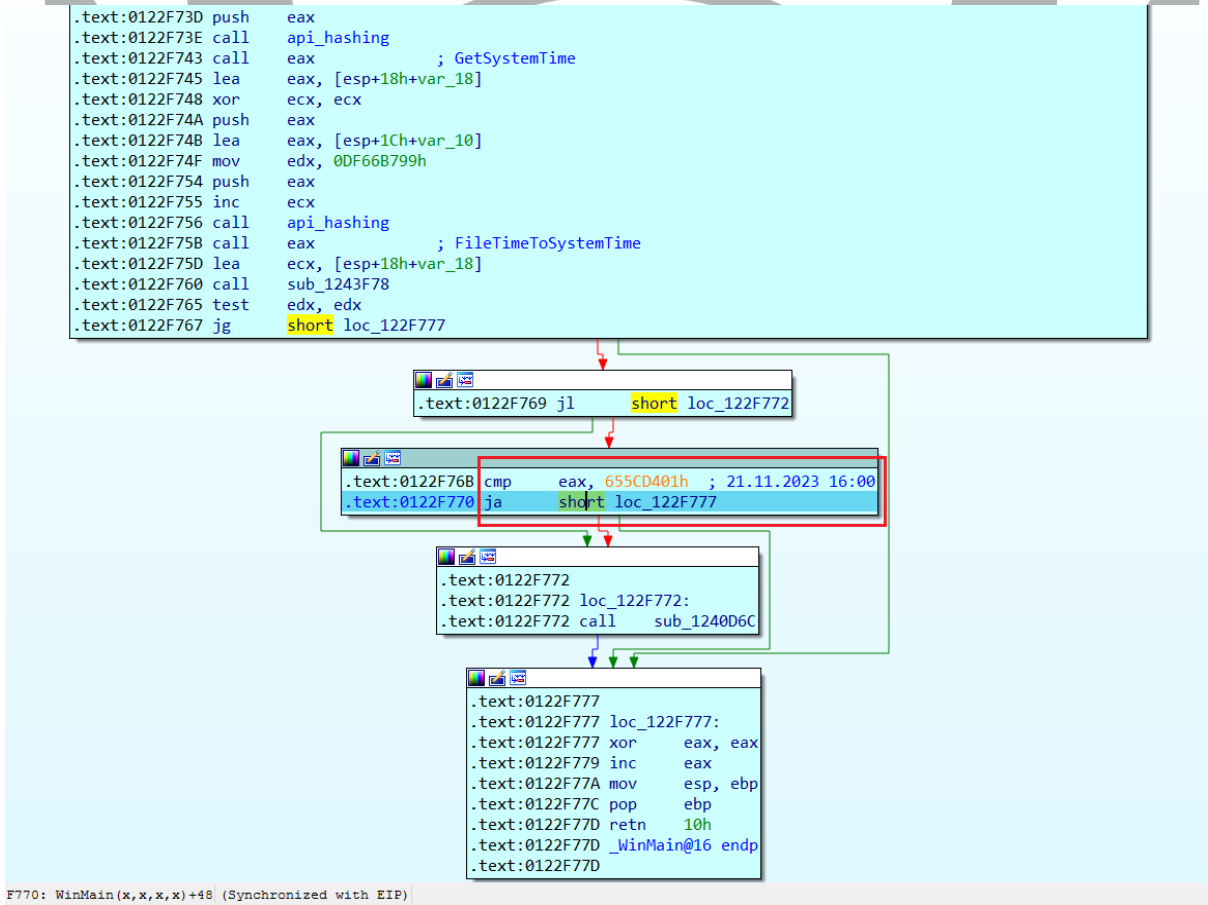 .text:0122F73D push    eax
.text:0122F73E call    api_hashing
.text:0122F743 call    eax             ; GetSystemTime
.text:0122F745 lea     eax, [esp+18h+var_18]
.text:0122F748 xor     ecx, ecx
.text:0122F74A push    eax
.text:0122F74B lea     eax, [esp+1Ch+var_10]
.text:0122F74F mov     edx, 0DF66B799h
.text:0122F754 push    eax
.text:0122F755 inc     ecx
.text:0122F756 call    api_hashing
.text:0122F75B call    eax             ; FileTimeToSystemTime
.text:0122F75D lea     ecx, [esp+18h+var_18]
.text:0122F760 call    sub_1243F78
.text:0122F765 test    edx, edx
.text:0122F767 jg      short loc_122F777
.text:0122F769 jl      short loc_122F772
.text:0122F76B cmp     eax, 655CD401h  ; 21.11.2023 16:00
.text:0122F770 ja      short loc_122F777
.text:0122F772
.text:0122F772 loc_122F772:
.text:0122F772 call    sub_1240D6C
.text:0122F777
.text:0122F777 loc_122F777:
.text:0122F777 xor     eax, eax
.text:0122F779 inc     eax
.text:0122F77A mov     esp, ebp
.text:0122F77C pop     ebp
.text:0122F77D retn    10h
.text:0122F77D _WinMain@16 endp
.text:0122F77D
F770: WinMain(x,x,x,x)+48 (Synchronized with EIP)